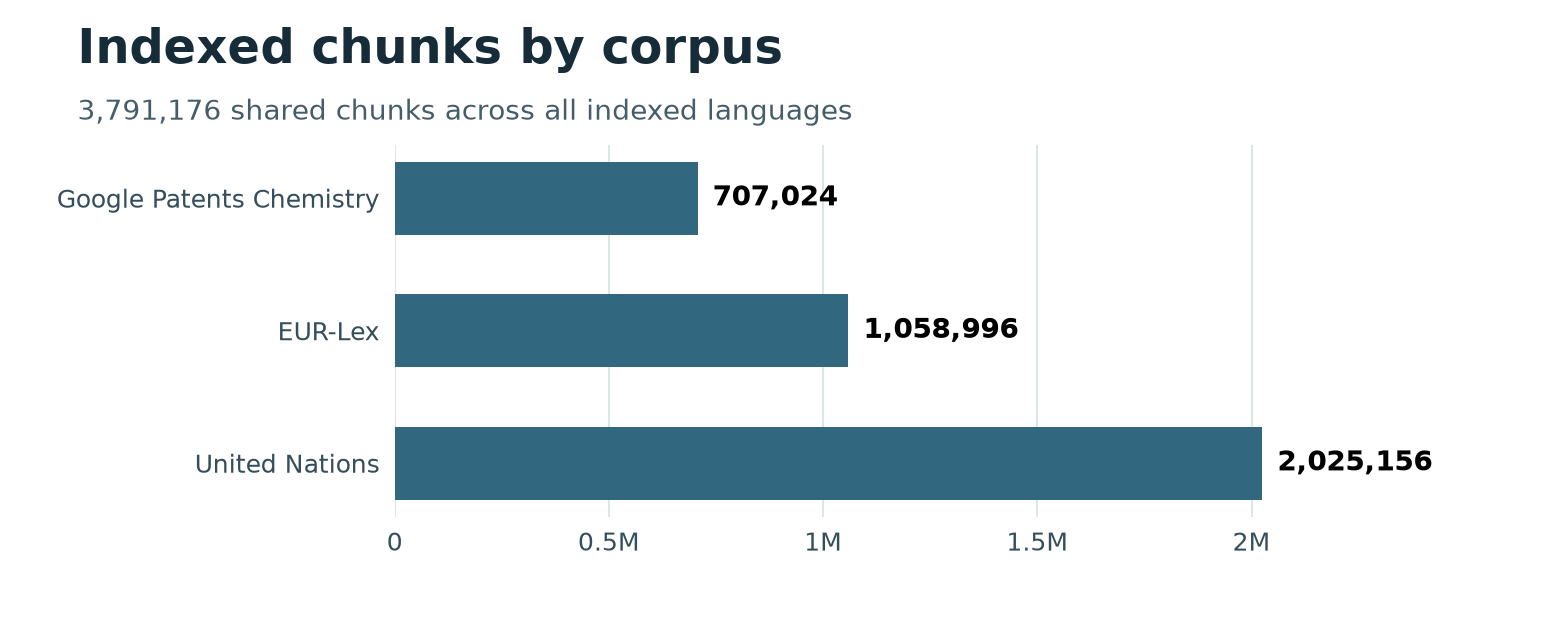 Indexed chunks by corpus
3,791,176 shared chunks across all indexed languages
Google Patents Chemistry 707,024
EUR-Lex 1,058,996
United Nations 2,025,156
0 0.5M 1M 1.5M 2M